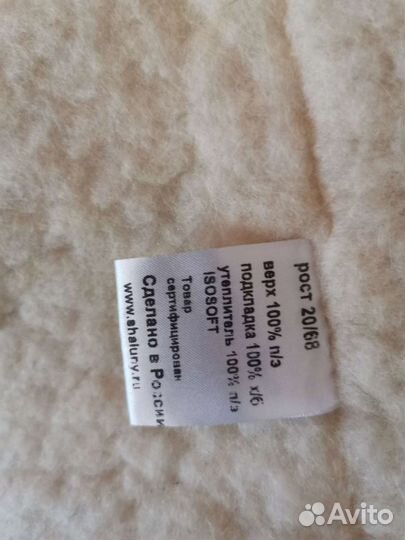 рост 20/68
верх 100% п/э
подкладка 100% х/б
утеплитель 100% п/э
ISOSOFT
Товар
сертифицирован
Сделано в России
www.shaluny.ru
Avito